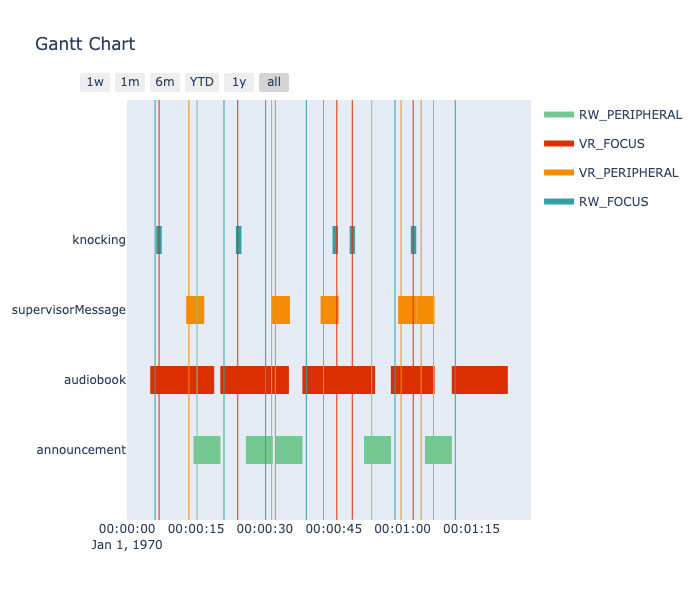 Gantt Chart
1w 1m 6m YTD 1y all
RW_PERIPHERAL
VR_FOCUS
VR_PERIPHERAL
RW_FOCUS
knocking
supervisorMessage
audiobook
announcement
00:00:00 00:00:15 00:00:30 00:00:45 00:01:00 00:01:15
Jan 1, 1970